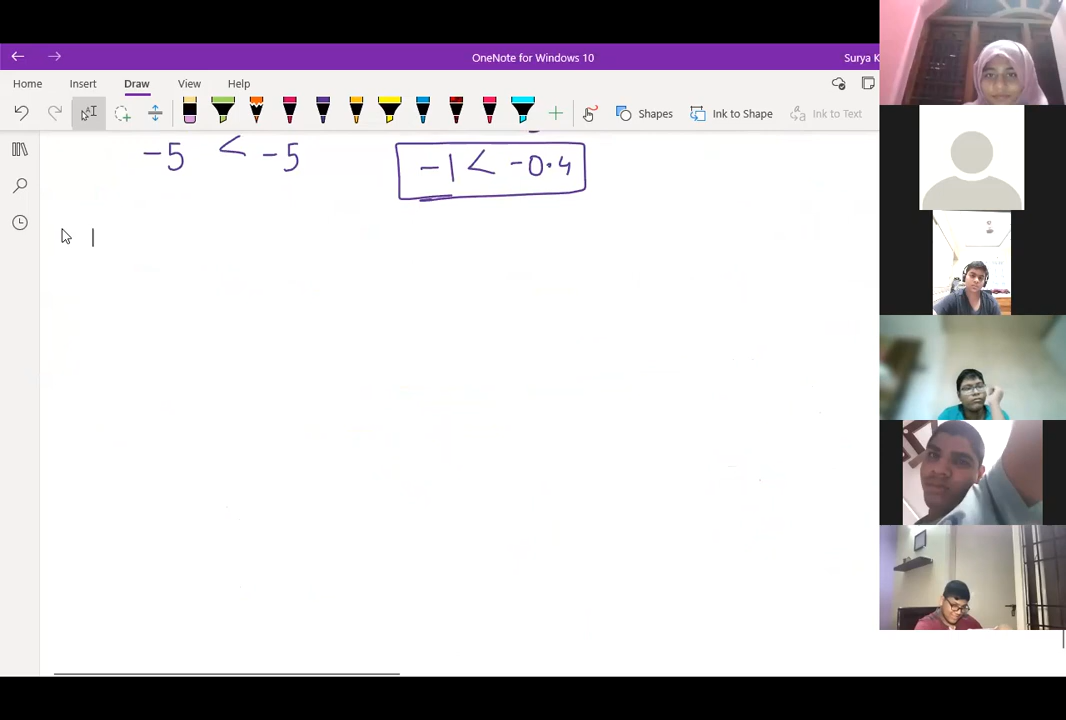 OneNote for Windows 10
Surya K
Home Insert Draw View Help
Shapes Ink to Shape Ink to Text
-5 < -5
-1 < -0.4